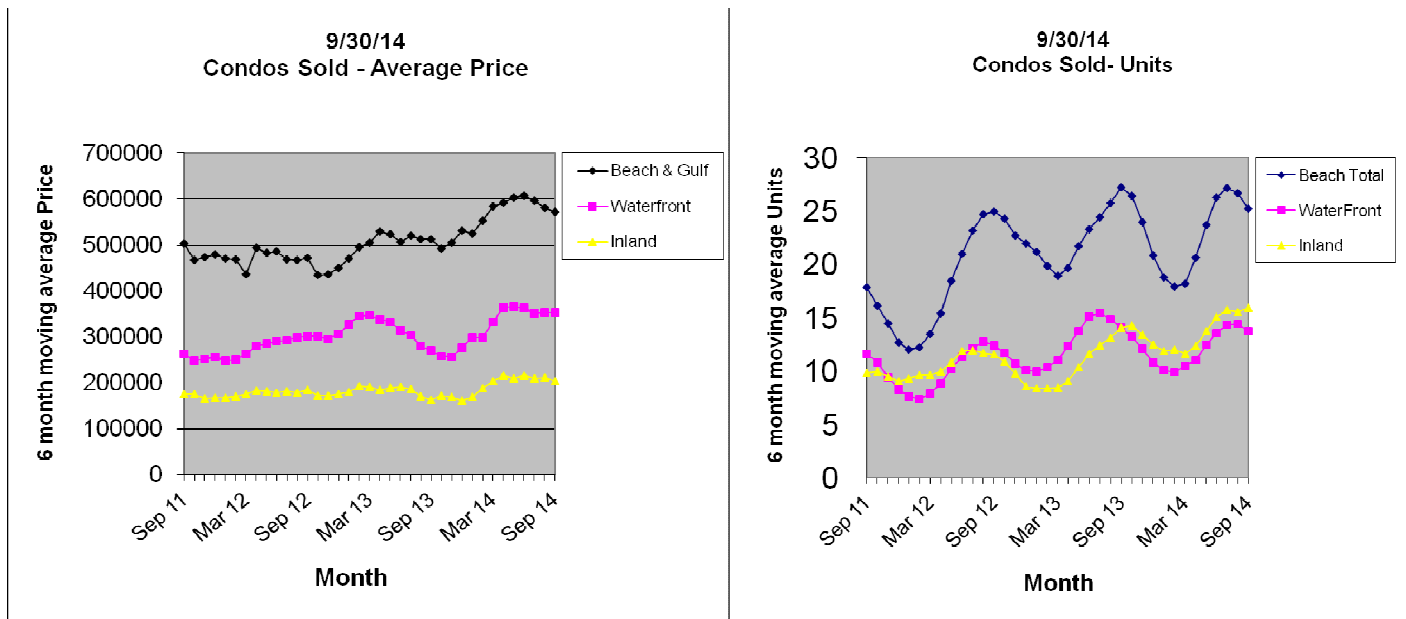 9/30/14
Condos Sold - Average Price
6 month moving average Price
700000
600000
500000
400000
300000
200000
100000
0
Sep 11
Mar 12
Sep 12
Mar 13
Sep 13
Mar 14
Sep 14
Month
Beach & Gulf
Waterfront
Inland
9/30/14
Condos Sold- Units
6 month moving average Units
30
25
20
15
10
5
0
Sep 11
Mar 12
Sep 12
Mar 13
Sep 13
Mar 14
Sep 14
Month
Beach Total
WaterFront
Inland